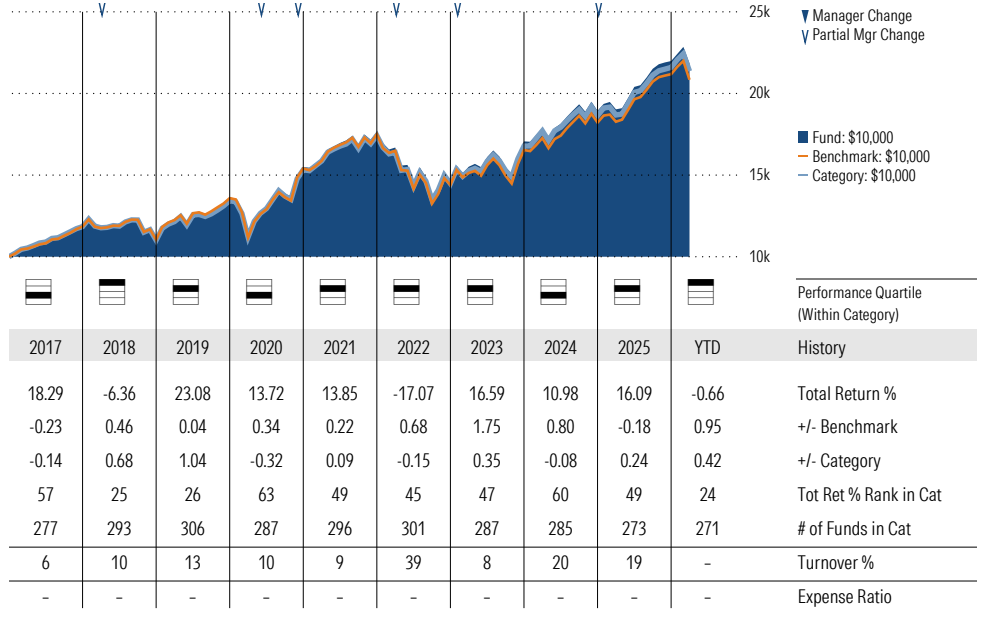 25k
Manager Change
Partial Mgr Change
20k
Fund: $10,000
Benchmark: $10,000
15k
Category: $10,000
10k
Performance Quartile
(Within Category)
2017 2018 2019 2020 2021 2022 2023 2024 2025 YTD History
18.29 -6.36 23.08 13.72 13.85 -17.07 16.59 10.98 16.09 -0.66 Total Return %
-0.23 0.46 0.04 0.34 0.22 0.68 1.75 0.80 -0.18 0.95 +/- Benchmark
-0.14 0.68 1.04 -0.32 0.09 -0.15 0.35 -0.08 0.24 0.42 +/- Category
57 25 26 63 49 45 47 60 49 24 Tot Ret % Rank in Cat
277 293 306 287 296 301 287 285 273 271 # of Funds in Cat
6 10 13 10 9 39 8 20 19 – Turnover %
– – – – – – – – – – Expense Ratio